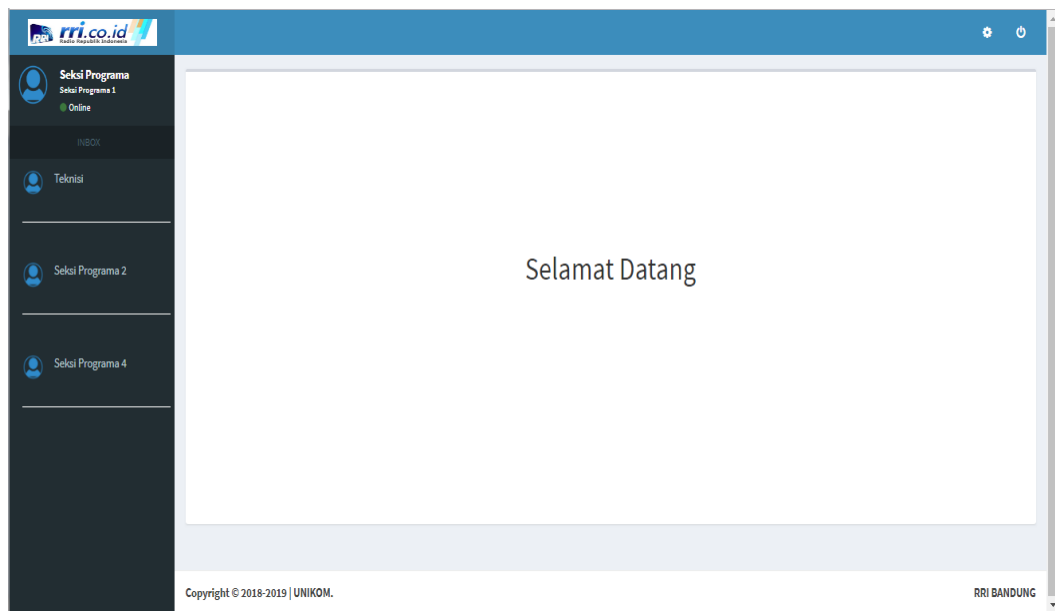 RRI rri.co.id
Radio Republik Indonesia
Seksi Programa
Seksi Programa 1
Online
INBOX
Teknisi
Seksi Programa 2
Seksi Programa 4
Selamat Datang
Copyright © 2018-2019 | UNIKOM.
RRI BANDUNG